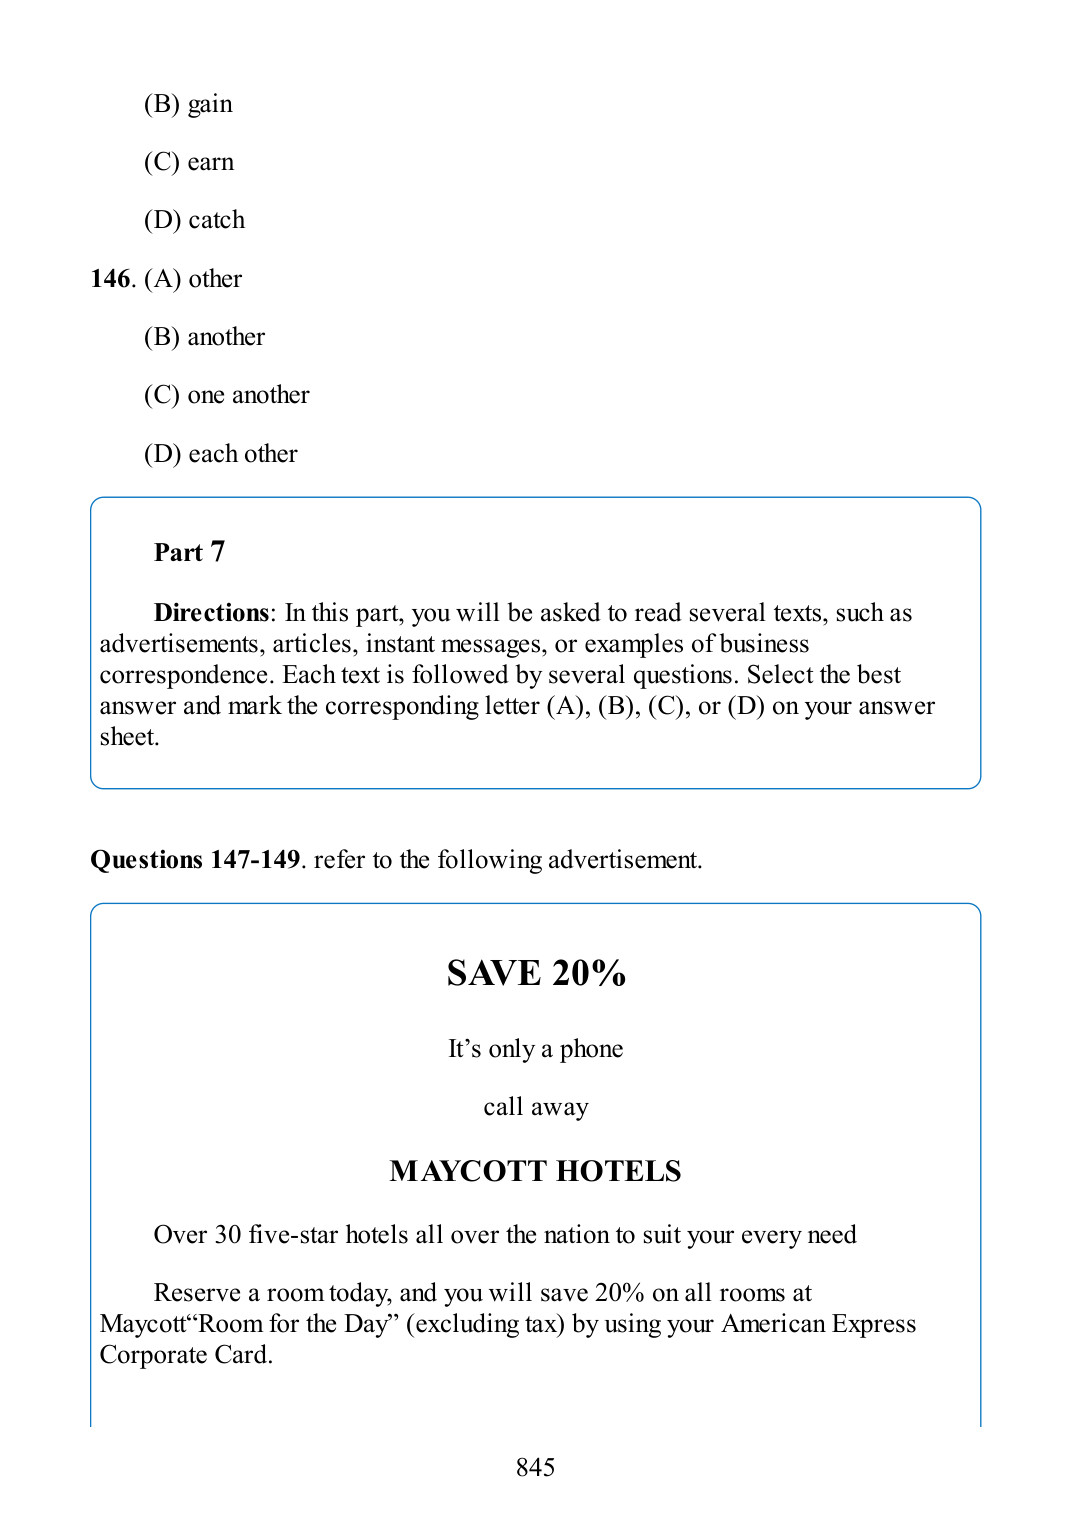 (B) gain
(C) earn
(D) catch
146. (A) other
(B) another
(C) one another
(D) each other
Part 7
Directions: In this part, you will be asked to read several texts, such as
advertisements, articles, instant messages, or examples of business
correspondence. Each text is followed by several questions. Select the best
answer and mark the corresponding letter (A), (B), (C), or (D) on your answer
sheet.
Questions 147-149. refer to the following advertisement.
SAVE 20%
It’s only a phone
call away
MAYCOTT HOTELS
Over 30 five-star hotels all over the nation to suit your every need
Reserve a room today, and you will save 20% on all rooms at
Maycott“Room for the Day” (excluding tax) by using your American Express
Corporate Card.
845